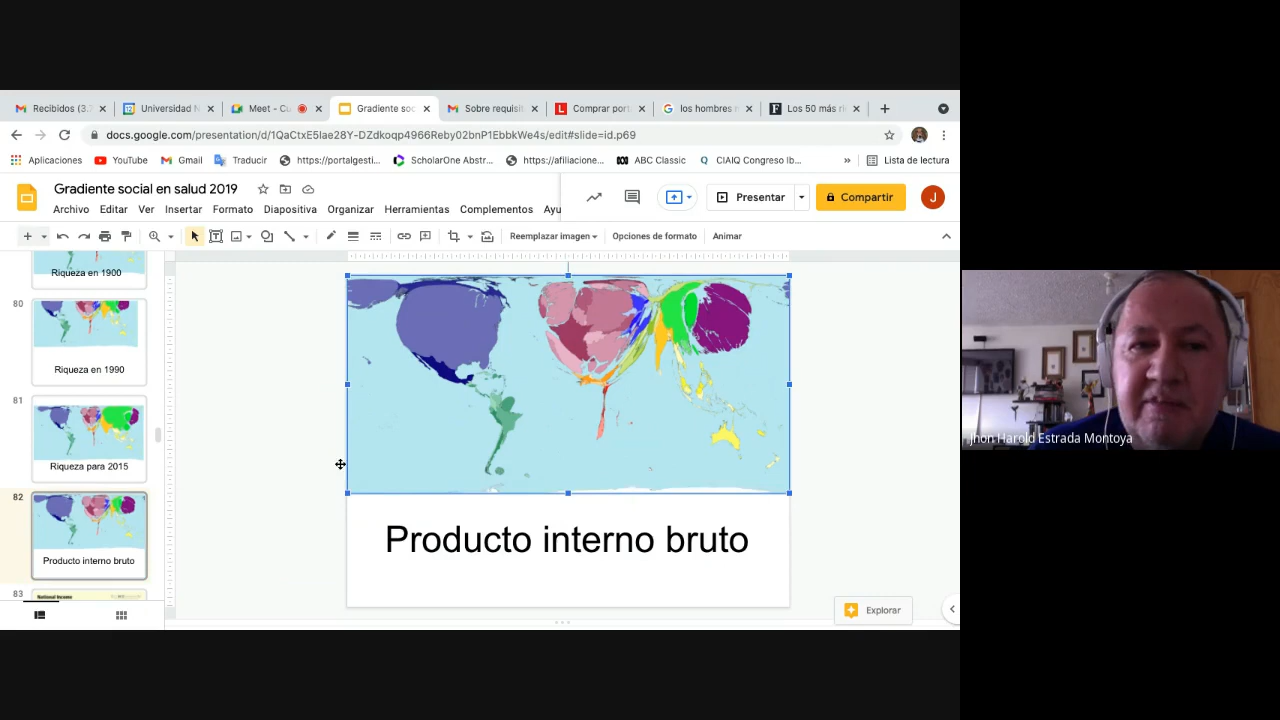 Recibidos (3.
Universidad N
Meet - Cu
Gradiente soc
Sobre requisit
Comprar port
los hombres m
Los 50 más ri
docs.google.com/presentation/d/1QaCtxE5lae28Y-DZdkoqp4966Reby02bnP1EbbkWe4s/edit#slide=id.p69
Aplicaciones
YouTube
Gmail
Traducir
https://portalgesti...
ScholarOne Abstr...
https://afiliacione...
ABC Classic
CIAIQ Congreso Ib...
»
Lista de lectura
Gradiente social en salud 2019
Presentar
Compartir
J
Archivo Editar Ver Insertar Formato Diapositiva Organizar Herramientas Complementos Ayu
Reemplazar imagen
Opciones de formato
Animar
Riqueza en 1900
80
Riqueza en 1990
81
Riqueza para 2015
82
Producto interno bruto
83
National Income
Producto interno bruto
Explorar
Jhon Harold Estrada Montoya